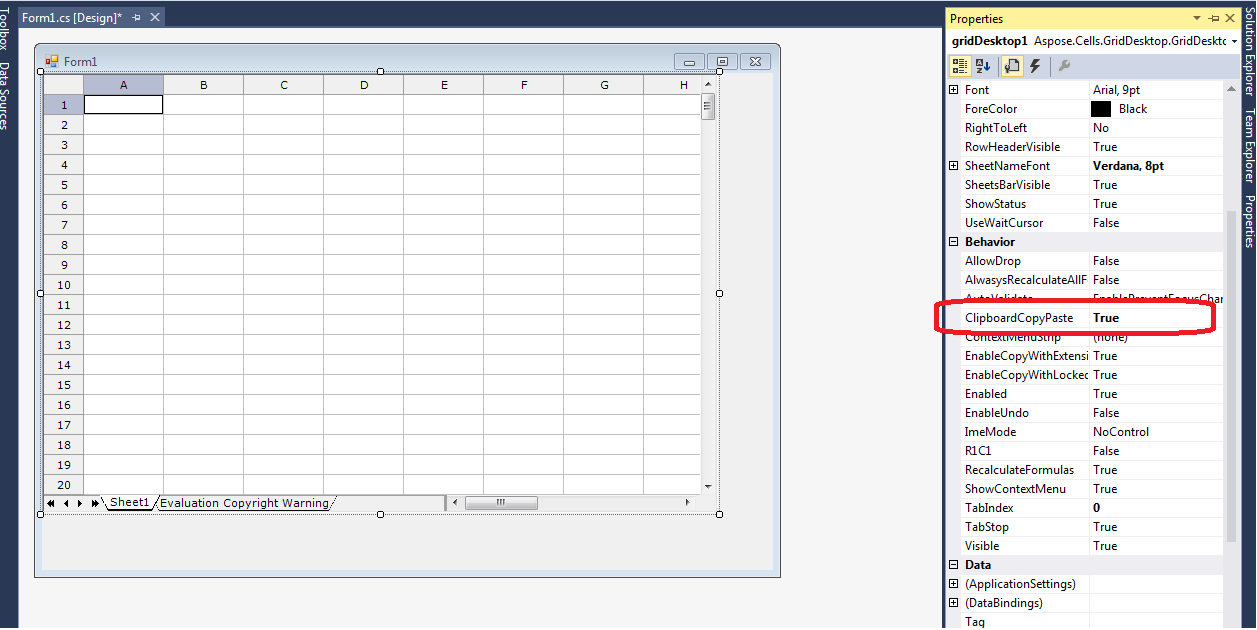 Form1.cs [Design]*
Toolbox
Data Sources
Form1
A B C D E F G H
1
2
3
4
5
6
7
8
9
10
11
12
13
14
15
16
17
18
19
20
Sheet1 Evaluation Copyright Warning
Properties
gridDesktop1 Aspose.Cells.GridDesktop.GridDeskto
Font Arial, 9pt
ForeColor Black
RightToLeft No
RowHeaderVisible True
SheetNameFont Verdana, 8pt
SheetsBarVisible True
ShowStatus True
UseWaitCursor False
Behavior
AllowDrop False
AlwasysRecalculateAllF False
AutoValidate EnablePreventFocusChan
ClipboardCopyPaste True
ContextMenuStrip (none)
EnableCopyWithExtensi True
EnableCopyWithLocked True
Enabled True
EnableUndo False
ImeMode NoControl
R1C1 False
RecalculateFormulas True
ShowContextMenu True
TabIndex 0
TabStop True
Visible True
Data
(ApplicationSettings)
(DataBindings)
Tag
Solution Explorer
Team Explorer
Properties